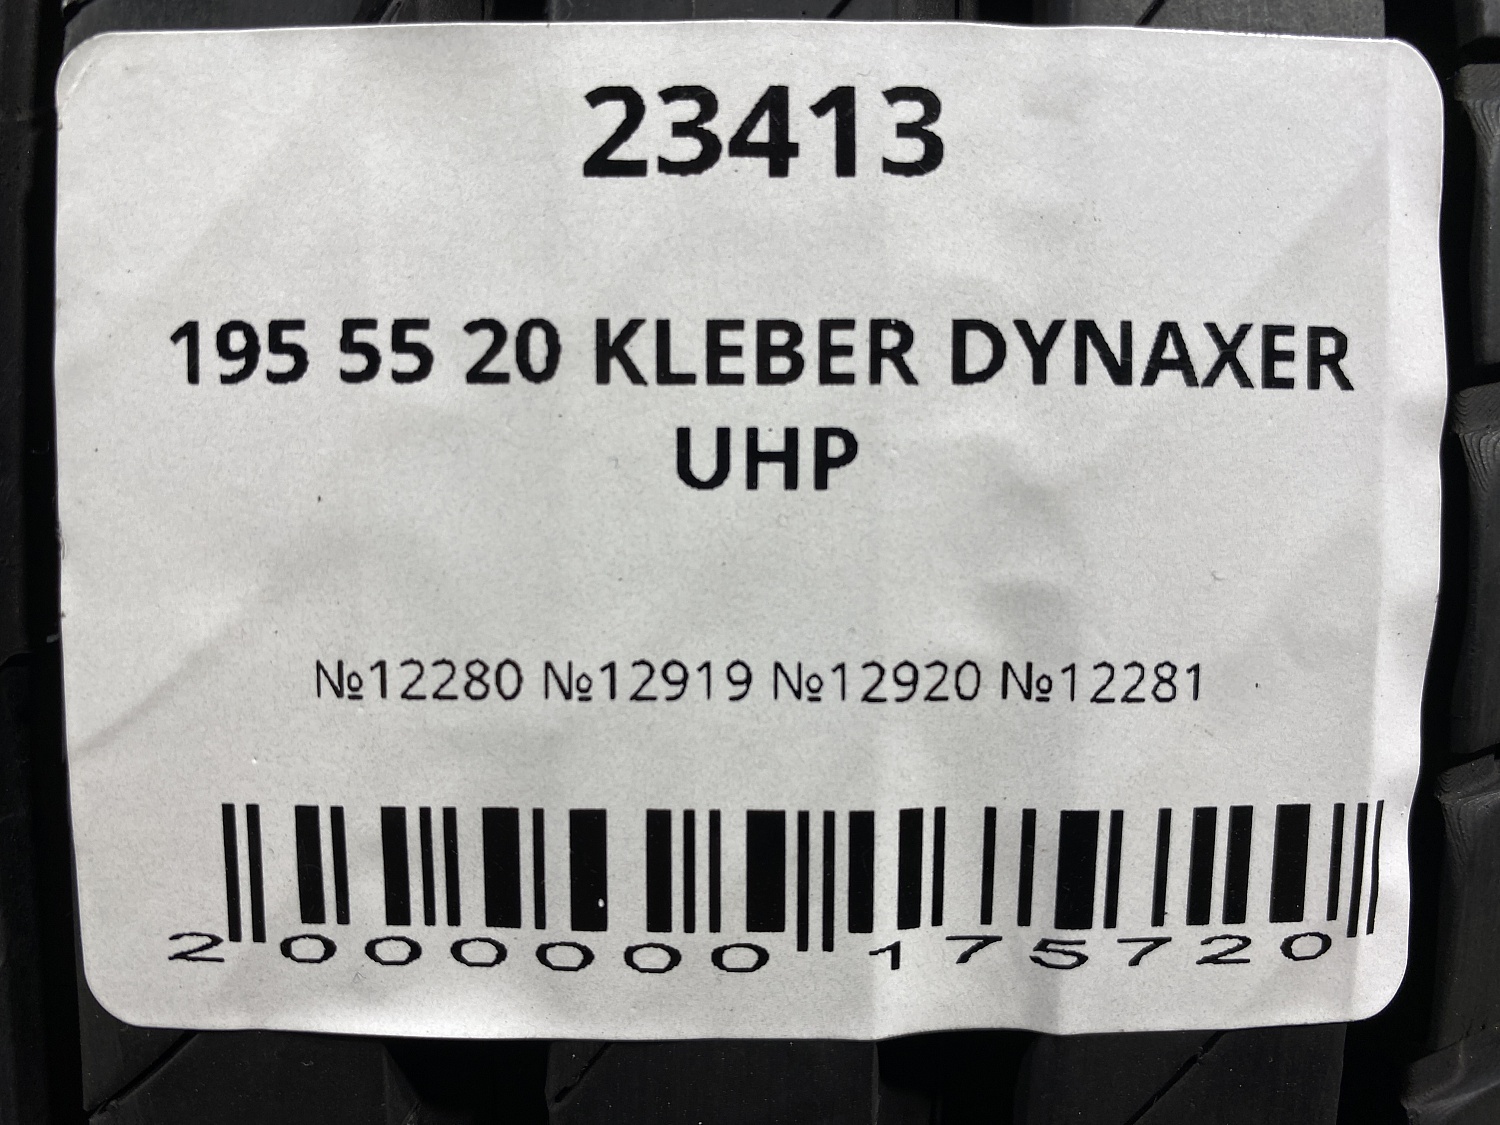 23413
195 55 20 KLEBER DYNAXER
UHP
№12280 №12919 №12920 №12281
2 000000 175720